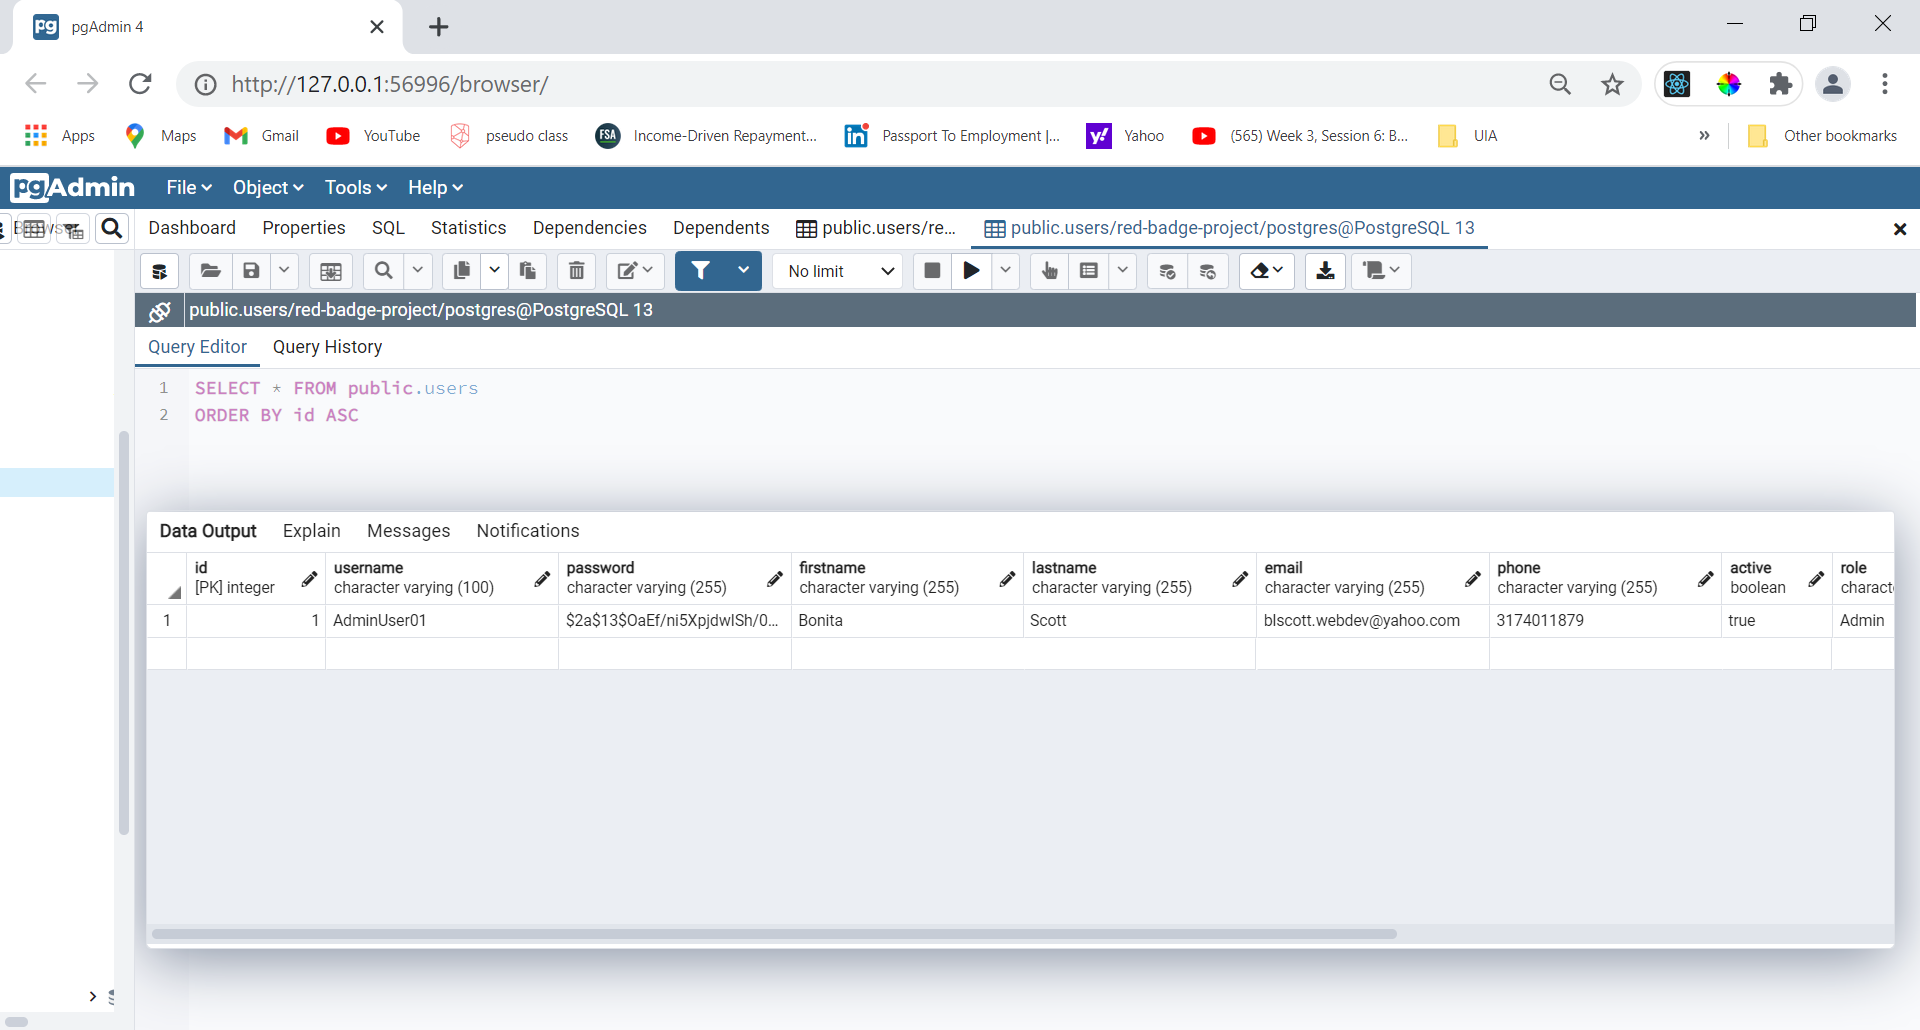 pgAdmin 4
http://127.0.0.1:56996/browser/
Apps Maps Gmail YouTube pseudo class FSA Income-Driven Repayment... Passport To Employment |... Yahoo (565) Week 3, Session 6: B... UIA » Other bookmarks
pgAdmin File Object Tools Help
Dashboard Properties SQL Statistics Dependencies Dependents public.users/re... public.users/red-badge-project/postgres@PostgreSQL 13
No limit
public.users/red-badge-project/postgres@PostgreSQL 13
Query Editor Query History
1 SELECT * FROM public.users
2 ORDER BY id ASC
Data Output Explain Messages Notifications
id username password firstname lastname email phone active role
[PK] integer character varying (100) character varying (255) character varying (255) character varying (255) character varying (255) character varying (255) boolean charact
1 1 AdminUser01 $2a$13$OaEf/ni5XpjdwlSh/0... Bonita Scott blscott.webdev@yahoo.com 3174011879 true Admin